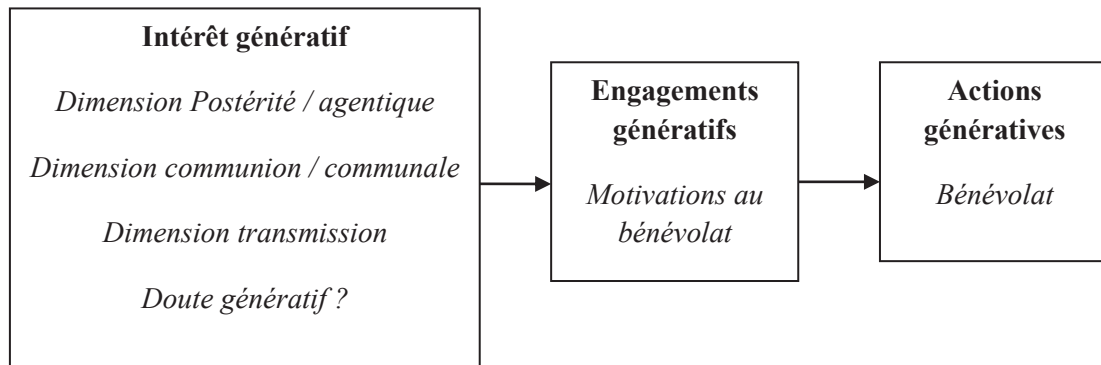 Intérêt génératif
Dimension Postérité / agentique
Dimension communion / communale
Dimension transmission
Doute génératif ?
Engagements
génératifs
Motivations au
bénévolat
Actions
génératives
Bénévolat